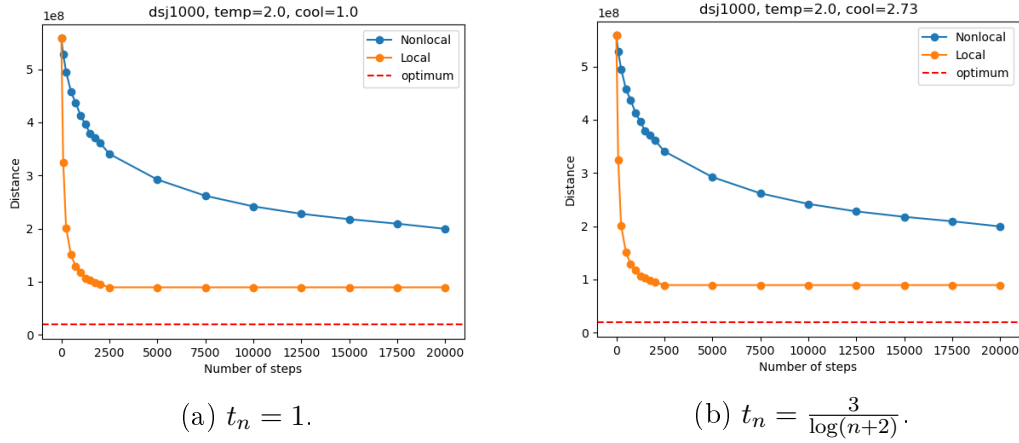 dsj1000, temp=2.0, cool=1.0
1e8
Nonlocal
Local
optimum
5
4
3
2
1
0
Distance
0 2500 5000 7500 10000 12500 15000 17500 20000
Number of steps
(a) tₙ = 1.
dsj1000, temp=2.0, cool=2.73
1e8
Nonlocal
Local
optimum
5
4
3
2
1
0
Distance
0 2500 5000 7500 10000 12500 15000 17500 20000
Number of steps
(b) tₙ = 3/log(n+2).